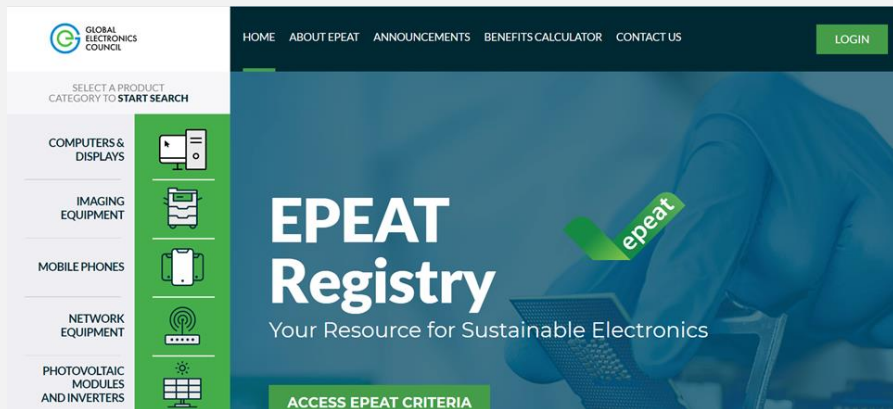 GLOBAL
ELECTRONICS
COUNCIL
HOME ABOUT EPEAT ANNOUNCEMENTS BENEFITS CALCULATOR CONTACT US
LOGIN
SELECT A PRODUCT
CATEGORY TO START SEARCH
COMPUTERS &
DISPLAYS
IMAGING
EQUIPMENT
MOBILE PHONES
NETWORK
EQUIPMENT
PHOTOVOLTAIC
MODULES
AND INVERTERS
EPEAT
Registry
epeat
Your Resource for Sustainable Electronics
ACCESS EPEAT CRITERIA